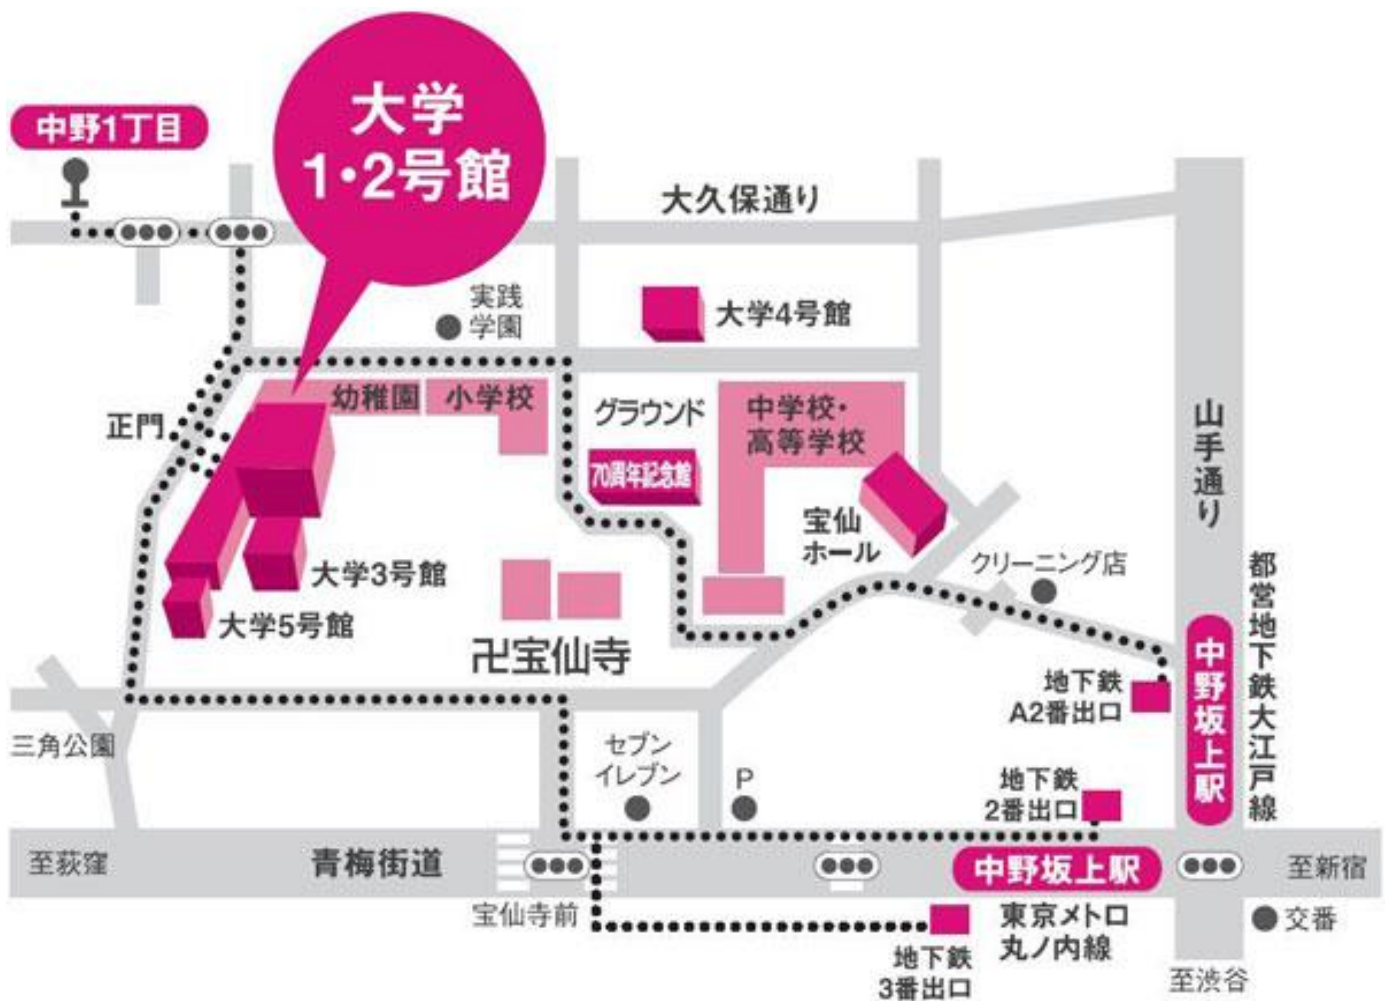 中野1丁目
大学
1・2号館
大久保通り
実践
学園
大学4号館
正門
幼稚園
小学校
グラウンド
中学校・
高等学校
70周年記念館
宝仙
ホール
山手通り
クリーニング店
大学3号館
大学5号館
卍宝仙寺
都営地下鉄大江戸線
中野坂上駅
地下鉄
A2番出口
三角公園
セブン
イレブン
P
地下鉄
2番出口
至荻窪
青梅街道
中野坂上駅
至新宿
宝仙寺前
東京メトロ
丸ノ内線
交番
地下鉄
3番出口
至渋谷